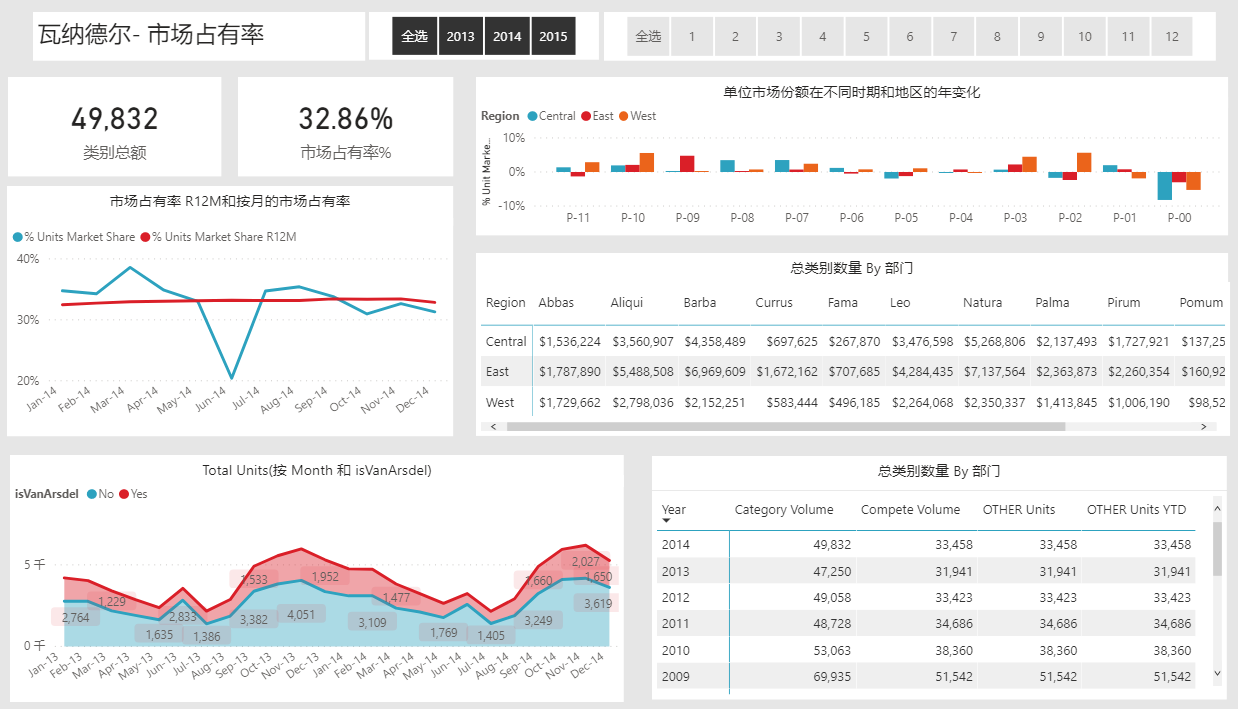 瓦纳德尔- 市场占有率
全选 2013 2014 2015
全选 1 2 3 4 5 6 7 8 9 10 11 12
49,832
类别总额
32.86%
市场占有率%
单位市场份额在不同时期和地区的年变化
Region Central East West
% Unit Marke...
10%
0%
-10%
P-11 P-10 P-09 P-08 P-07 P-06 P-05 P-04 P-03 P-02 P-01 P-00
市场占有率 R12M和按月的市场占有率
% Units Market Share % Units Market Share R12M
40%
30%
20%
Jan-14 Feb-14 Mar-14 Apr-14 May-14 Jun-14 Jul-14 Aug-14 Sep-14 Oct-14 Nov-14 Dec-14
总类别数量 By 部门
Region Abbas Aliqui Barba Currus Fama Leo Natura Palma Pirum Pomum
Central $1,536,224 $3,560,907 $4,358,489 $697,625 $267,870 $3,476,598 $5,268,806 $2,137,493 $1,727,921 $137,25
East $1,787,890 $5,488,508 $6,969,609 $1,672,162 $707,685 $4,284,435 $7,137,564 $2,363,873 $2,260,354 $160,92
West $1,729,662 $2,798,036 $2,152,251 $583,444 $496,185 $2,264,068 $2,350,337 $1,413,845 $1,006,190 $98,52
Total Units(按 Month 和 isVanArsdel)
isVanArsdel No Yes
5 千
0 千
1,229 1,533 1,952 1,477 1,660 2,027 1,650
2,764 1,635 2,833 1,386 3,382 4,051 3,109 1,769 1,405 3,249 3,619
Jan-13 Feb-13 Mar-13 Apr-13 May-13 Jun-13 Jul-13 Aug-13 Sep-13 Oct-13 Nov-13 Dec-13 Jan-14 Feb-14 Mar-14 Apr-14 May-14 Jun-14 Jul-14 Aug-14 Sep-14 Oct-14 Nov-14 Dec-14
总类别数量 By 部门
Year Category Volume Compete Volume OTHER Units OTHER Units YTD
2014 49,832 33,458 33,458 33,458
2013 47,250 31,941 31,941 31,941
2012 49,058 33,423 33,423 33,423
2011 48,728 34,686 34,686 34,686
2010 53,063 38,360 38,360 38,360
2009 69,935 51,542 51,542 51,542